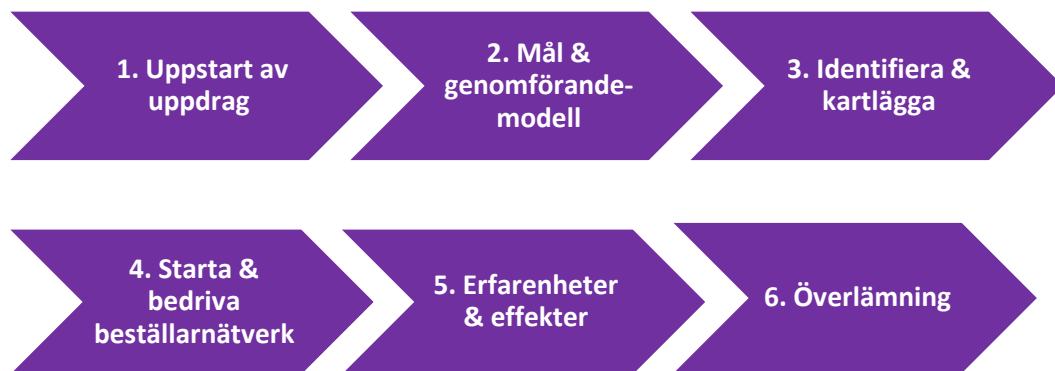 1. Uppstart av
uppdrag
2. Mål &
genomförande-
modell
3. Identifiera &
kartlägga
4. Starta &
bedriva
beställarnätverk
5. Erfarenheter
& effekter
6. Överlämning